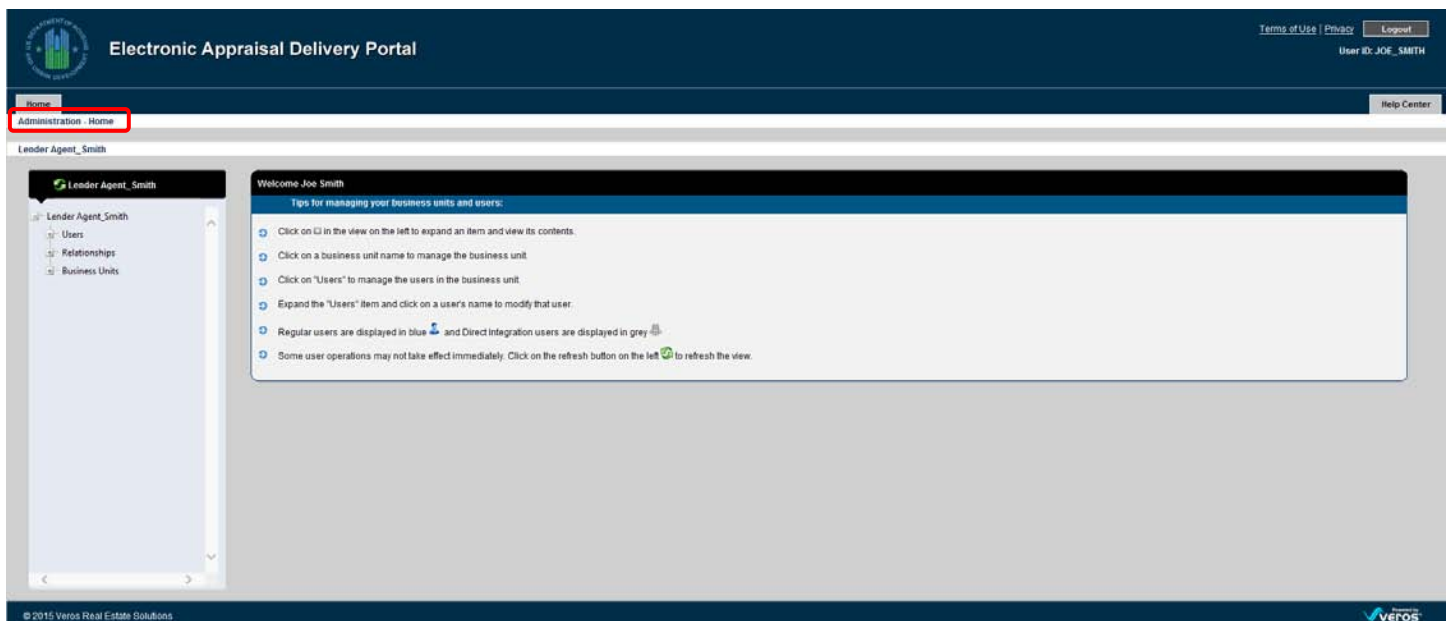 Terms of Use | Privacy Logout
Electronic Appraisal Delivery Portal
User ID: JOE_SMITH
Home Help Center
Administration - Home
Lender Agent_Smith
Lender Agent_Smith
Welcome Joe Smith
Tips for managing your business units and users:
Lender Agent_Smith
Users
Relationships
Business Units
Click on in the view on the left to expand an item and view its contents.
Click on a business unit name to manage the business unit.
Click on "Users" to manage the users in the business unit.
Expand the "Users" item and click on a user's name to modify that user.
Regular users are displayed in blue and Direct Integration users are displayed in grey
Some user operations may not take effect immediately. Click on the refresh button on the left to refresh the view.
© 2015 Veros Real Estate Solutions
Powered by
veros